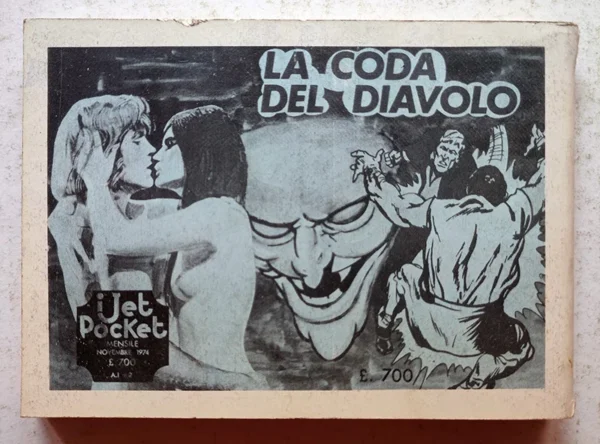 LA CODA
DEL DIAVOLO
i Jet
Pocket
MENSILE
NOVEMBRE 1974
£. 700
A.I n.
£. 700